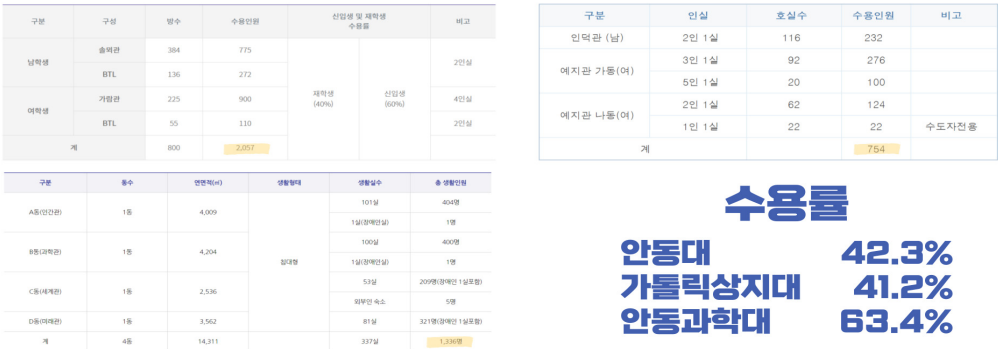 구분 구성 방수 수용인원 신입생 및 재학생 수용률 비고
남학생 솔뫼관 384 775 재학생 (40%) 신입생 (60%) 2인실
BTL 136 272
여학생 가람관 225 900 4인실
BTL 55 110 2인실
계 800 2,057
구분 동수 연면적(㎡) 생활형태 생활실수 총 생활인원
A동(인간관) 1동 4,009 침대형 101실 404명
1실(장애인실) 1명
B동(과학관) 1동 4,204 100실 400명
1실(장애인실) 1명
C동(세계관) 1동 2,536 53실 209명(장애인 1실포함)
외부인 숙소 5명
D동(미래관) 1동 3,562 81실 321명(장애인 1실포함)
계 4동 14,311 337실 1,336명
구분 인실 호실수 수용인원 비고
인덕관 (남) 2인 1실 116 232
예지관 가동(여) 3인 1실 92 276
5인 1실 20 100
예지관 나동(여) 2인 1실 62 124
1인 1실 22 22 수도자전용
계 754
수용률
안동대 42.3%
가톨릭상지대 41.2%
안동과학대 63.4%